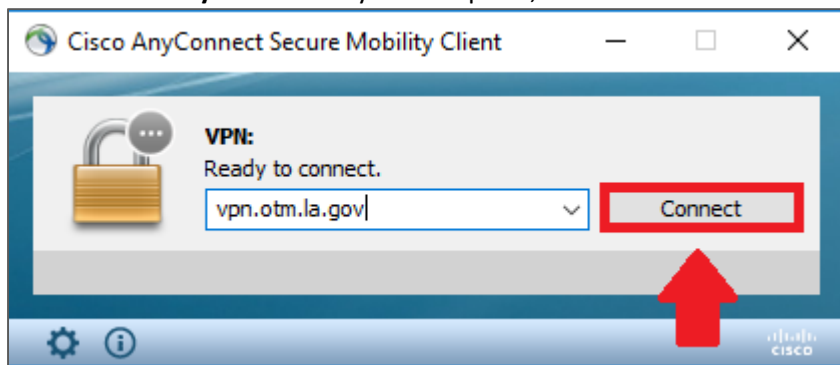 Cisco AnyConnect Secure Mobility Client
VPN:
Ready to connect.
vpn.otm.la.gov
Connect
CISCO